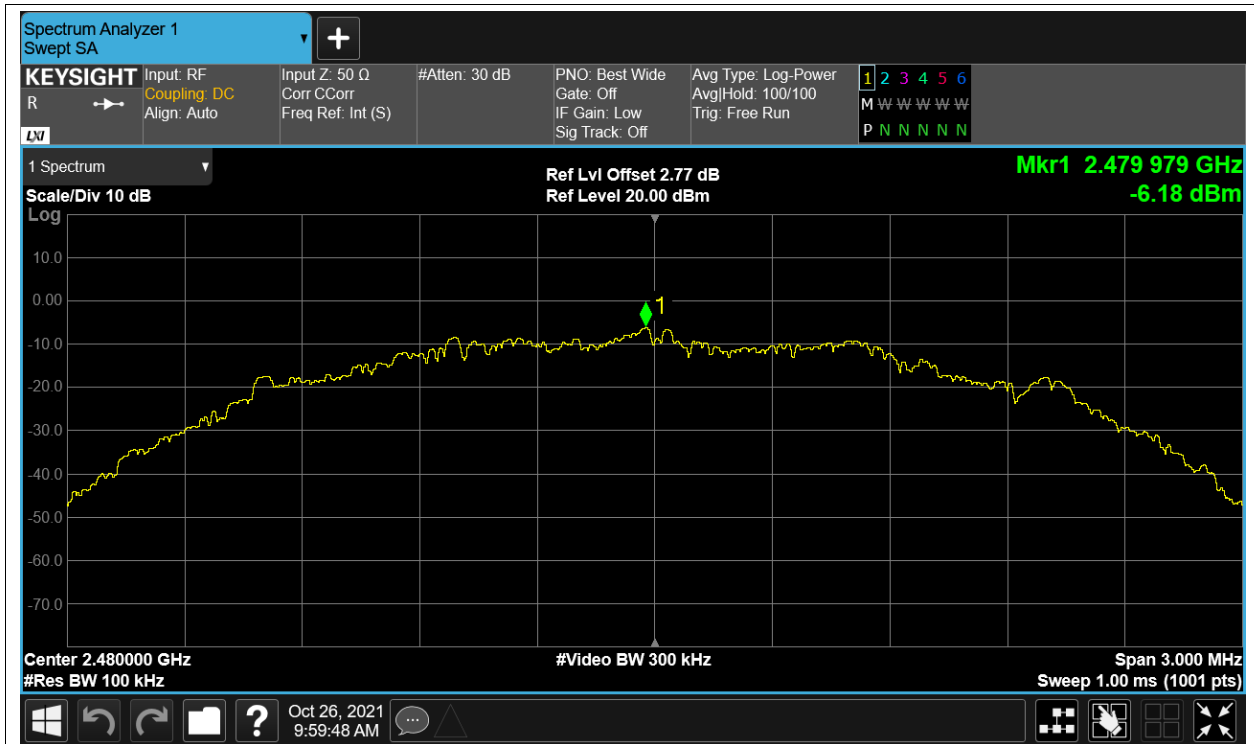 Spectrum Analyzer 1
Swept SA
KEYSIGHT
R
LXI
Input: RF
Coupling: DC
Align: Auto
Input Z: 50 Ω
Corr CCorr
Freq Ref: Int (S)
#Atten: 30 dB
PNO: Best Wide
Gate: Off
IF Gain: Low
Sig Track: Off
Avg Type: Log-Power
Avg|Hold: 100/100
Trig: Free Run
1 2 3 4 5 6
M W W W W W
P N N N N N
1 Spectrum
Scale/Div 10 dB
Log
Ref Lvl Offset 2.77 dB
Ref Level 20.00 dBm
Mkr1 2.479 979 GHz
-6.18 dBm
10.0
0.00
-10.0
-20.0
-30.0
-40.0
-50.0
-60.0
-70.0
1
Center 2.480000 GHz
#Res BW 100 kHz
#Video BW 300 kHz
Span 3.000 MHz
Sweep 1.00 ms (1001 pts)
?
Oct 26, 2021
9:59:48 AM